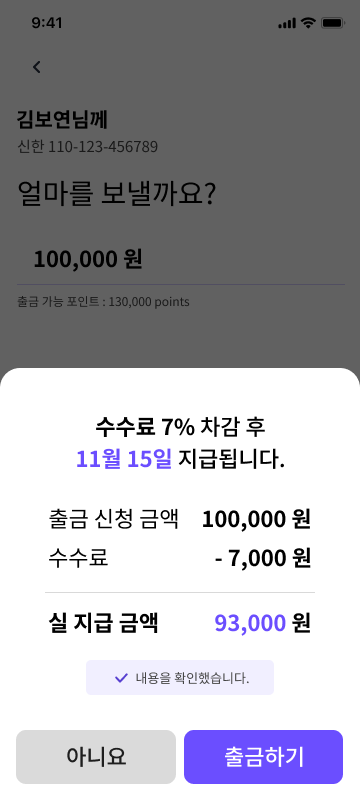 9:41
김보연님께
신한 110-123-456789
얼마를 보낼까요?
100,000 원
출금 가능 포인트 : 130,000 points
수수료 7% 차감 후
11월 15일 지급됩니다.
출금 신청 금액 100,000 원
수수료 - 7,000 원
실 지급 금액 93,000 원
내용을 확인했습니다.
아니요 출금하기